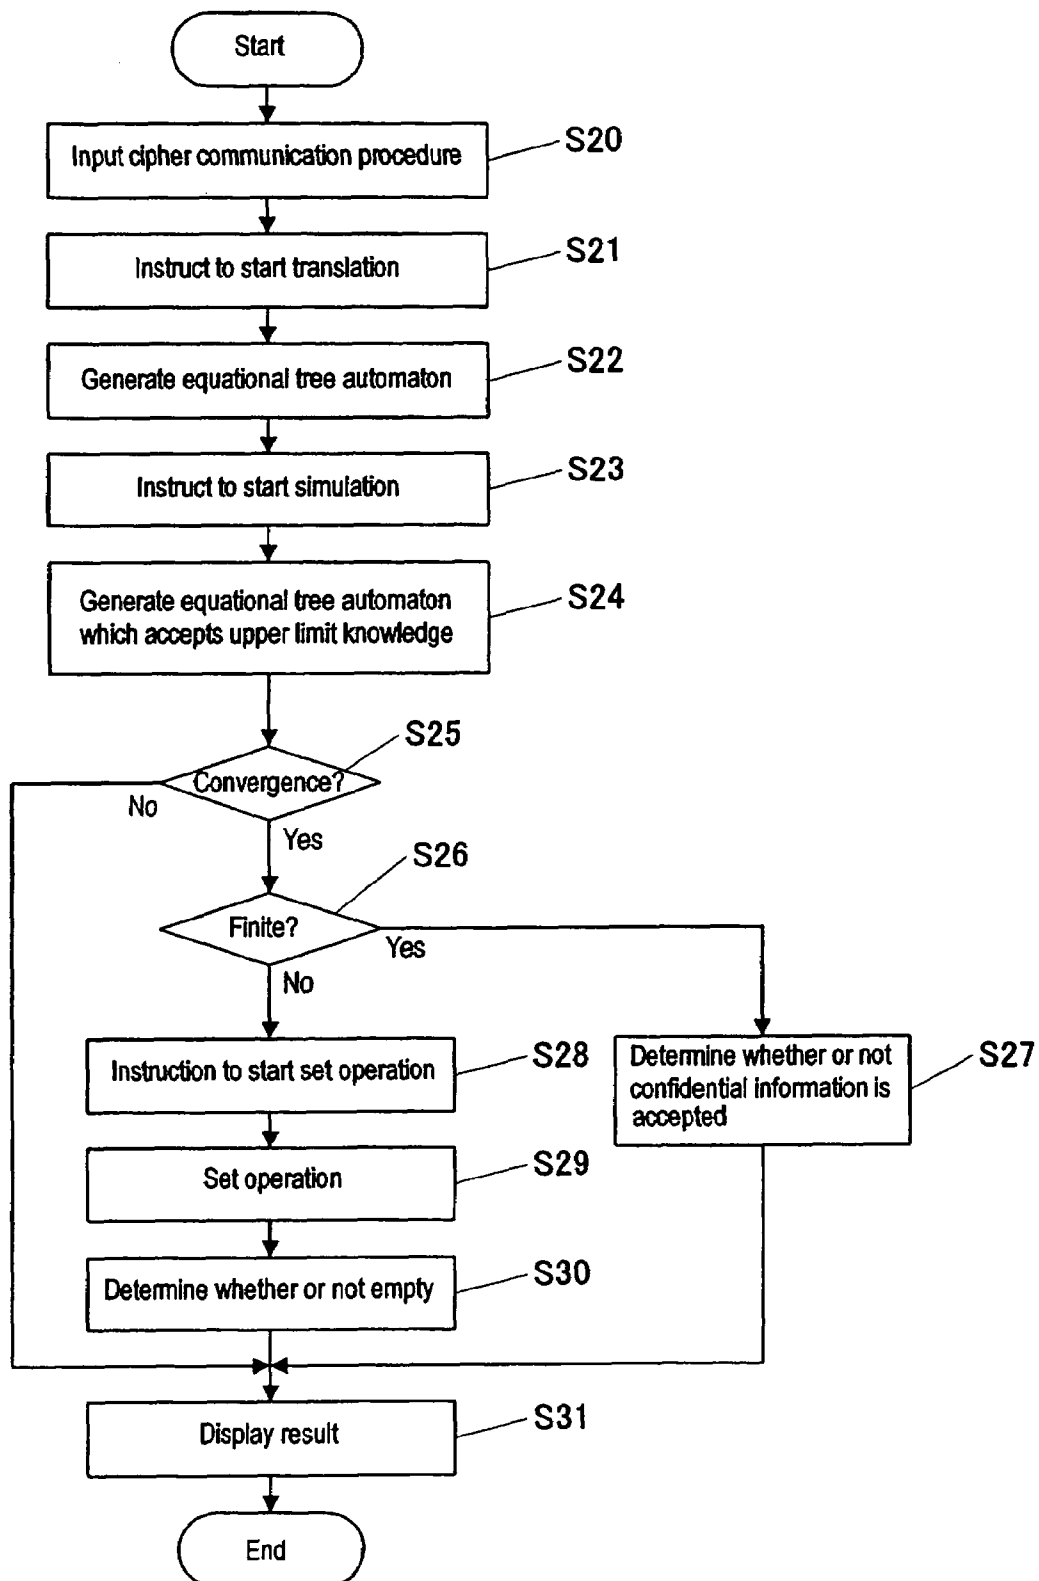 Start
Input cipher communication procedure
S20
Instruct to start translation
S21
Generate equational tree automaton
S22
Instruct to start simulation
S23
Generate equational tree automaton
which accepts upper limit knowledge
S24
S25
Convergence?
No
Yes
S26
Finite?
Yes
No
Instruction to start set operation
S28
Determine whether or not
confidential information is
accepted
S27
Set operation
S29
Determine whether or not empty
S30
Display result
S31
End